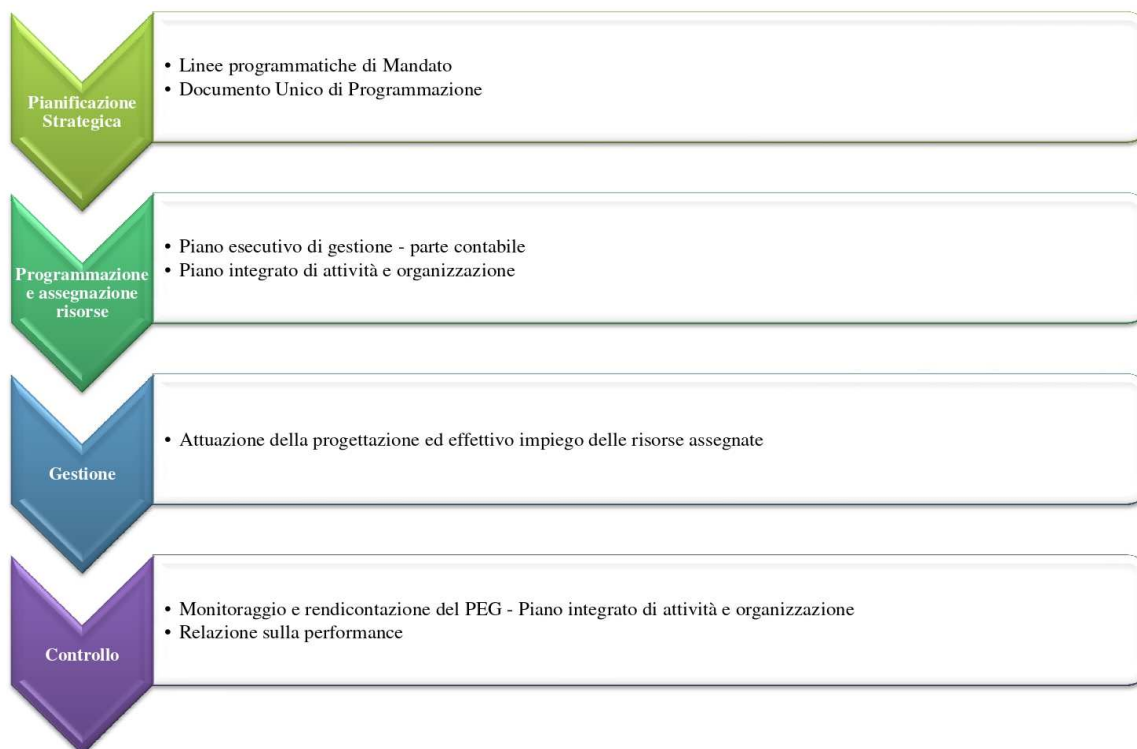 Pianificazione
Strategica
• Linee programmatiche di Mandato
• Documento Unico di Programmazione
Programmazione
e assegnazione
risorse
• Piano esecutivo di gestione - parte contabile
• Piano integrato di attività e organizzazione
Gestione
• Attuazione della progettazione ed effettivo impiego delle risorse assegnate
Controllo
• Monitoraggio e rendicontazione del PEG - Piano integrato di attività e organizzazione
• Relazione sulla performance